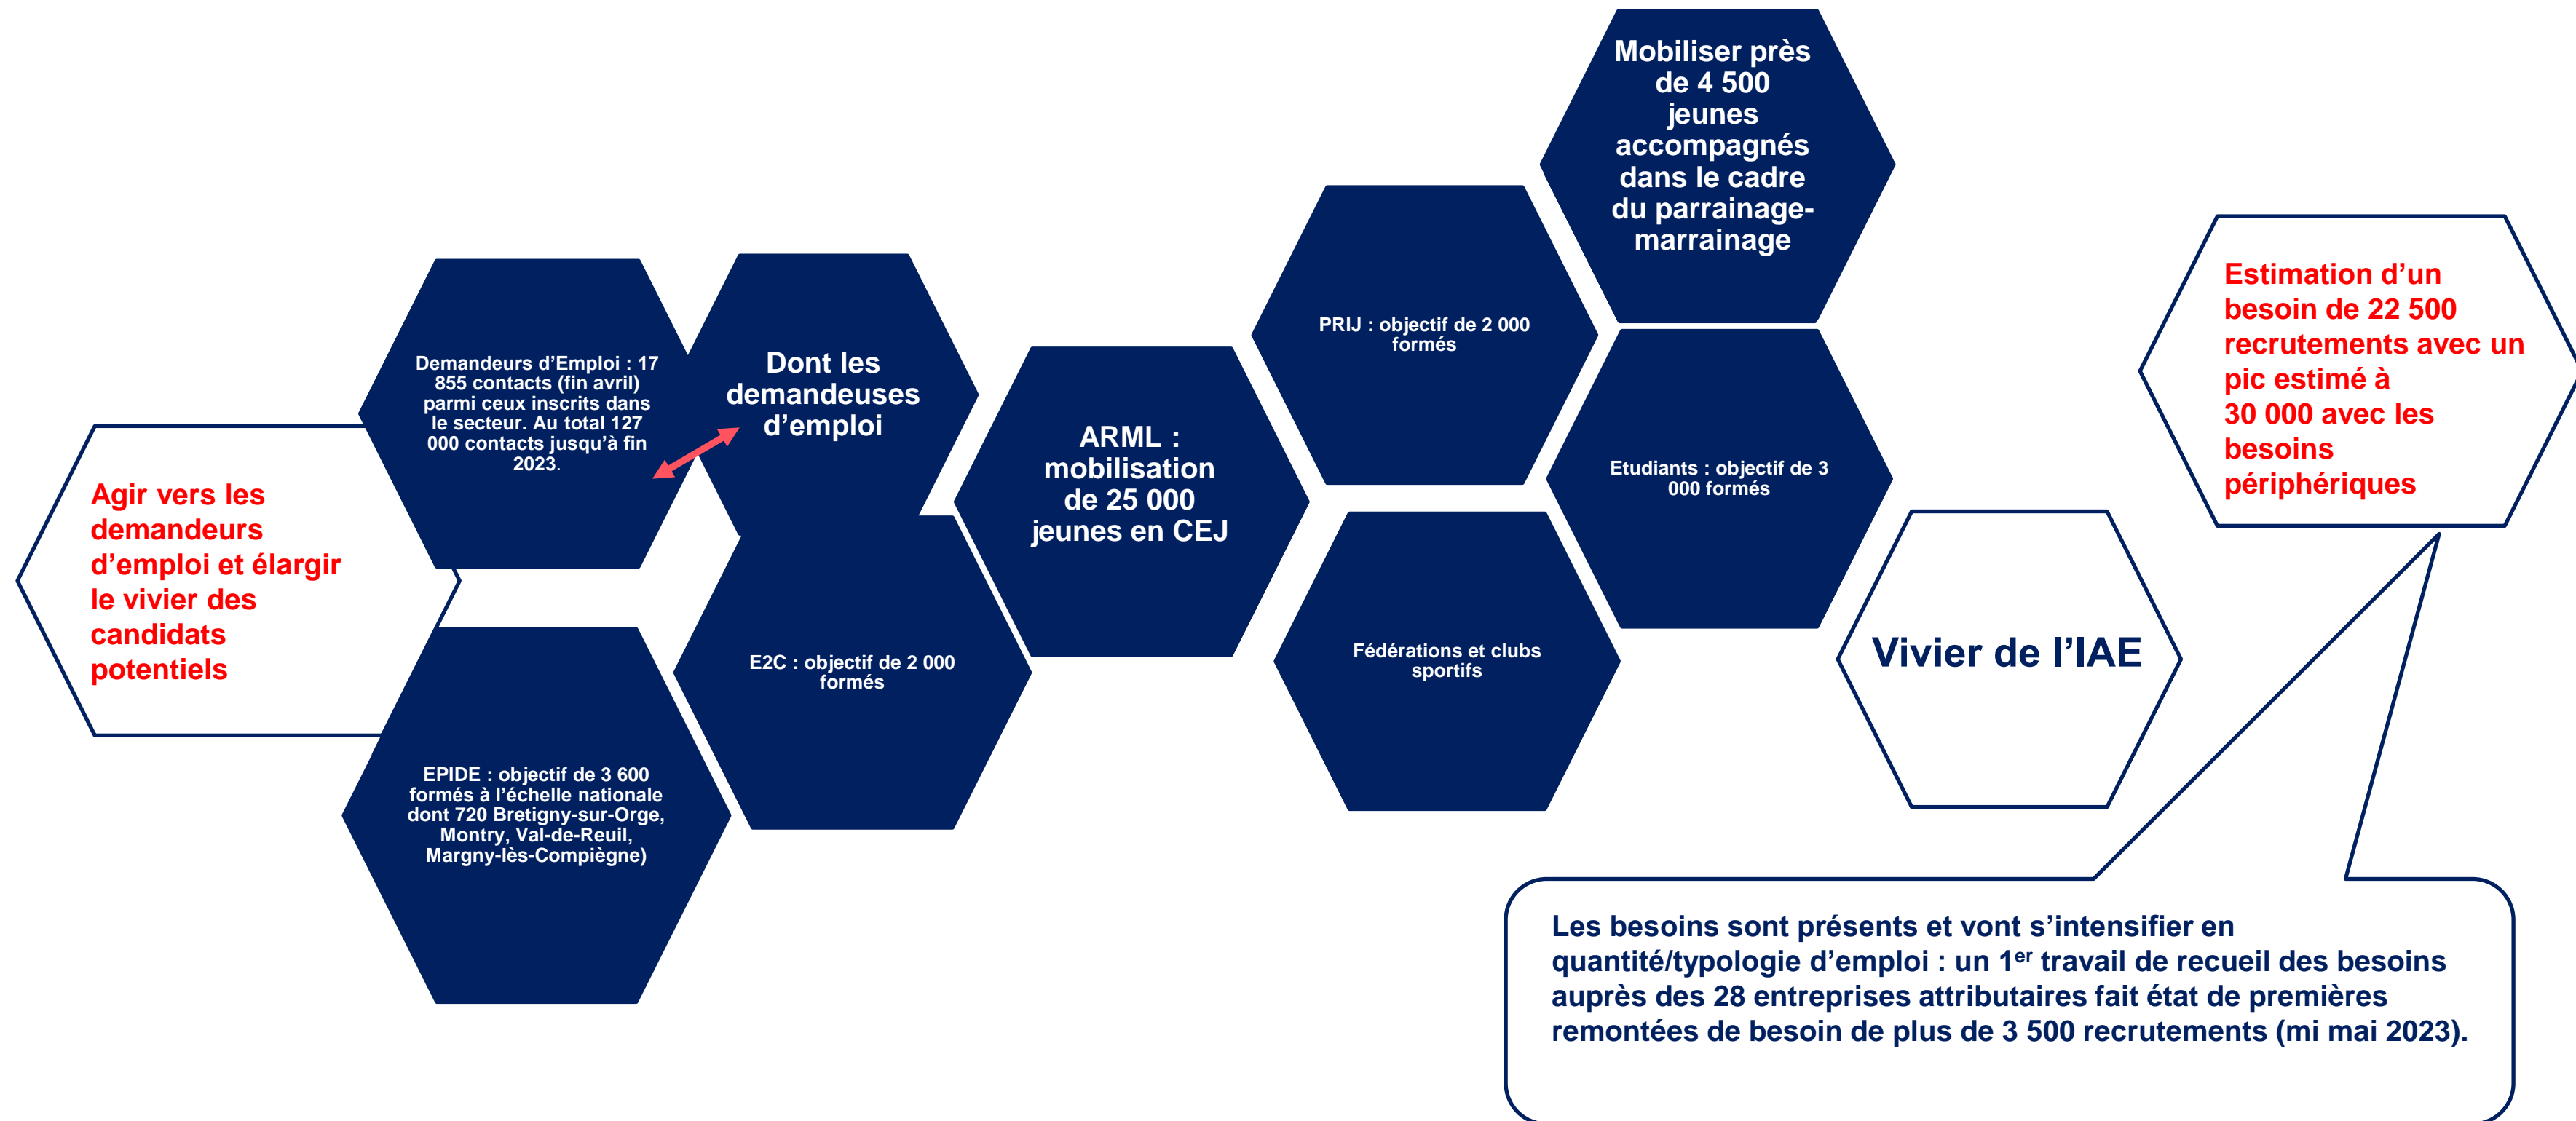 Agir vers les
demandeurs
d’emploi et élargir
le vivier des
candidats
potentiels
Demandeurs d’Emploi : 17
855 contacts (fin avril)
parmi ceux inscrits dans
le secteur. Au total 127
000 contacts jusqu’à fin
2023.
Dont les
demandeuses
d’emploi
EPIDE : objectif de 3 600
formés à l’échelle nationale
dont 720 Bretigny-sur-Orge,
Montry, Val-de-Reuil,
Margny-lès-Compiègne)
E2C : objectif de 2 000
formés
ARML :
mobilisation
de 25 000
jeunes en CEJ
PRIJ : objectif de 2 000
formés
Fédérations et clubs
sportifs
Mobiliser près
de 4 500
jeunes
accompagnés
dans le cadre
du parrainage-
marrainage
Etudiants : objectif de 3
000 formés
Vivier de l’IAE
Estimation d’un
besoin de 22 500
recrutements avec un
pic estimé à
30 000 avec les
besoins
périphériques
Les besoins sont présents et vont s’intensifier en
quantité/typologie d’emploi : un 1er travail de recueil des besoins
auprès des 28 entreprises attributaires fait état de premières
remontées de besoin de plus de 3 500 recrutements (mi mai 2023).